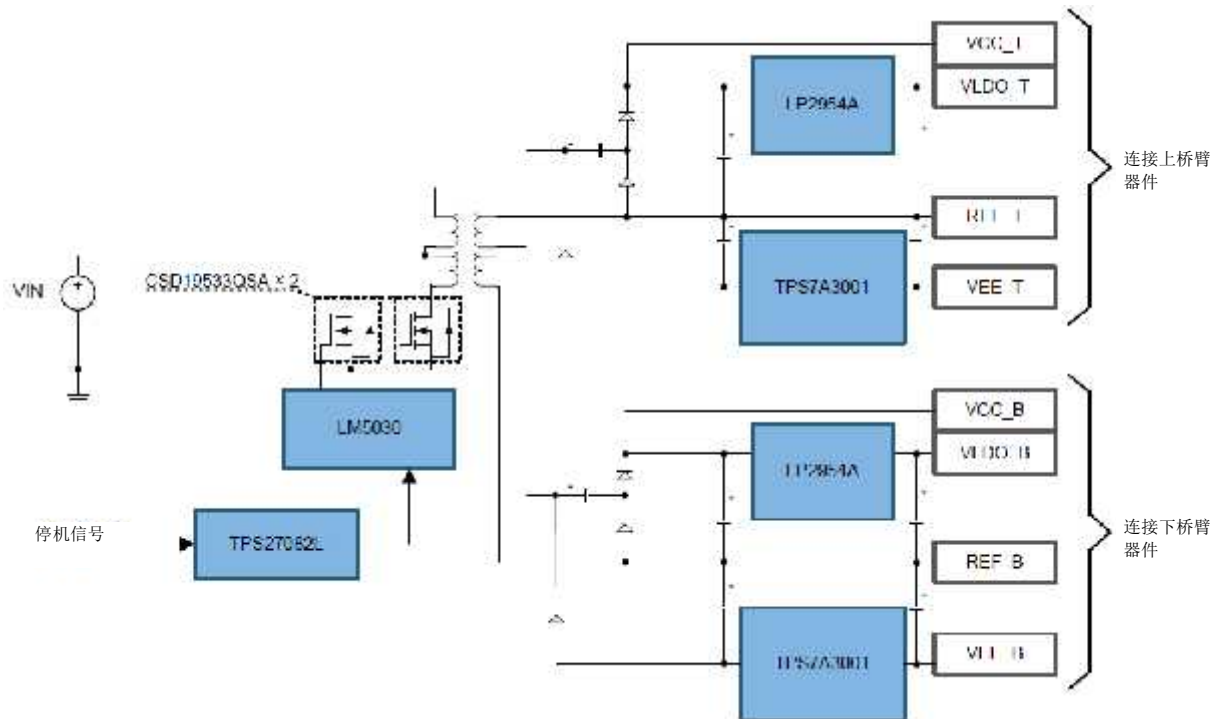 VCC_T
LP2954A
VLDO_T
连接上桥臂
器件
REF_T
CSD19533Q5A × 2
VIN
TPS7A3001
VEE_T
VCC_B
LM5030
LP2954A
VLDO_B
停机信号
TPS27082L
连接下桥臂
器件
REF_B
TPS7A3001
VEE_B